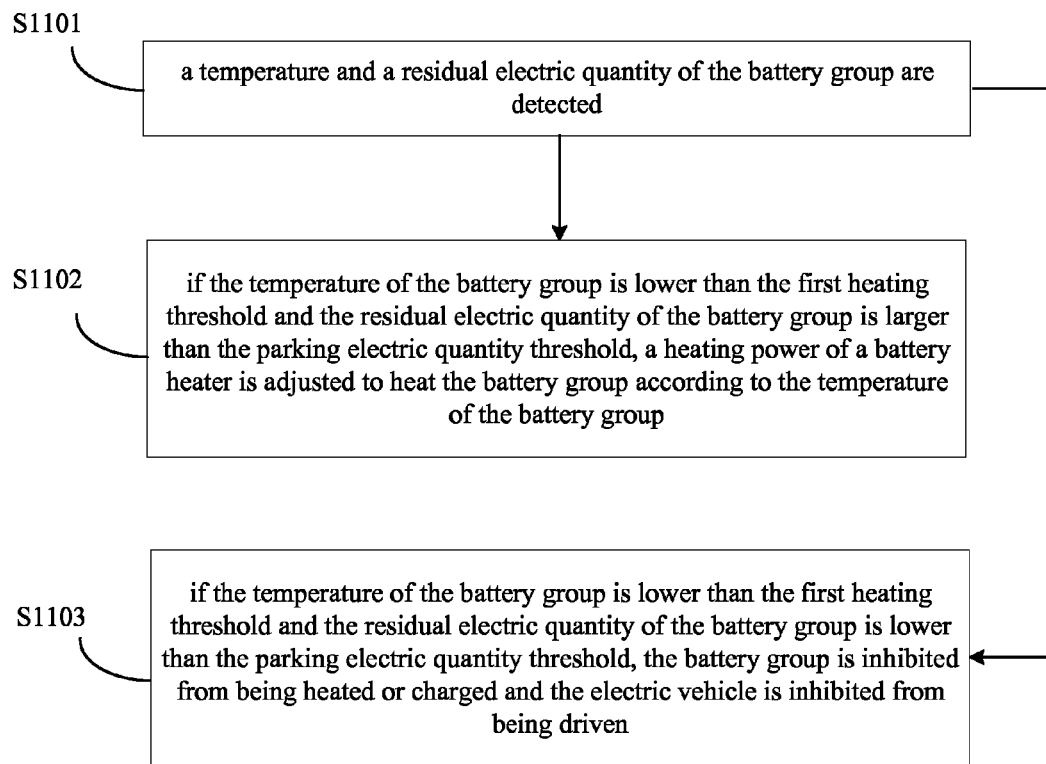 S1101
a temperature and a residual electric quantity of the battery group are
detected
S1102
if the temperature of the battery group is lower than the first heating
threshold and the residual electric quantity of the battery group is larger
than the parking electric quantity threshold, a heating power of a battery
heater is adjusted to heat the battery group according to the temperature
of the battery group
S1103
if the temperature of the battery group is lower than the first heating
threshold and the residual electric quantity of the battery group is lower
than the parking electric quantity threshold, the battery group is inhibited
from being heated or charged and the electric vehicle is inhibited from
being driven